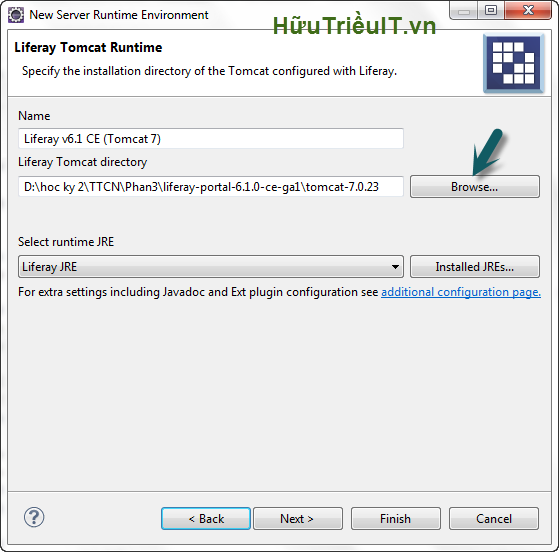 New Server Runtime Environment
HữuTriềuIT.vn
Liferay Tomcat Runtime
Specify the installation directory of the Tomcat configured with Liferay.
Name
Liferay v6.1 CE (Tomcat 7)
Liferay Tomcat directory
D:\hoc ky 2\TTCN\Phan3\liferay-portal-6.1.0-ce-ga1\tomcat-7.0.23
Browse...
Select runtime JRE
Liferay JRE
Installed JREs...
For extra settings including Javadoc and Ext plugin configuration see additional configuration page.
?
< Back
Next >
Finish
Cancel